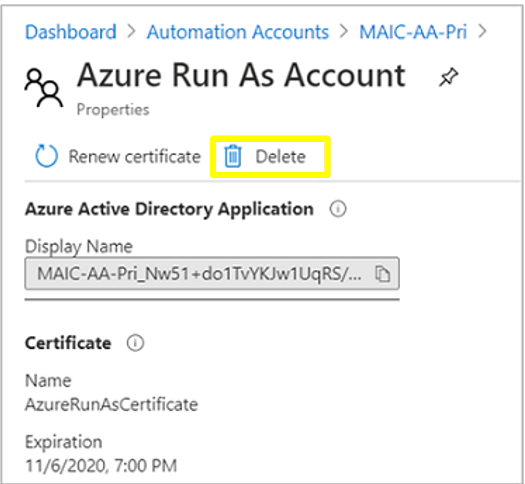 Dashboard > Automation Accounts > MAIC-AA-Pri >
Azure Run As Account
Properties
Renew certificate Delete
Azure Active Directory Application
Display Name
MAIC-AA-Pri_Nw51+do1TvYKJw1UqRS/...
Certificate
Name
AzureRunAsCertificate
Expiration
11/6/2020, 7:00 PM